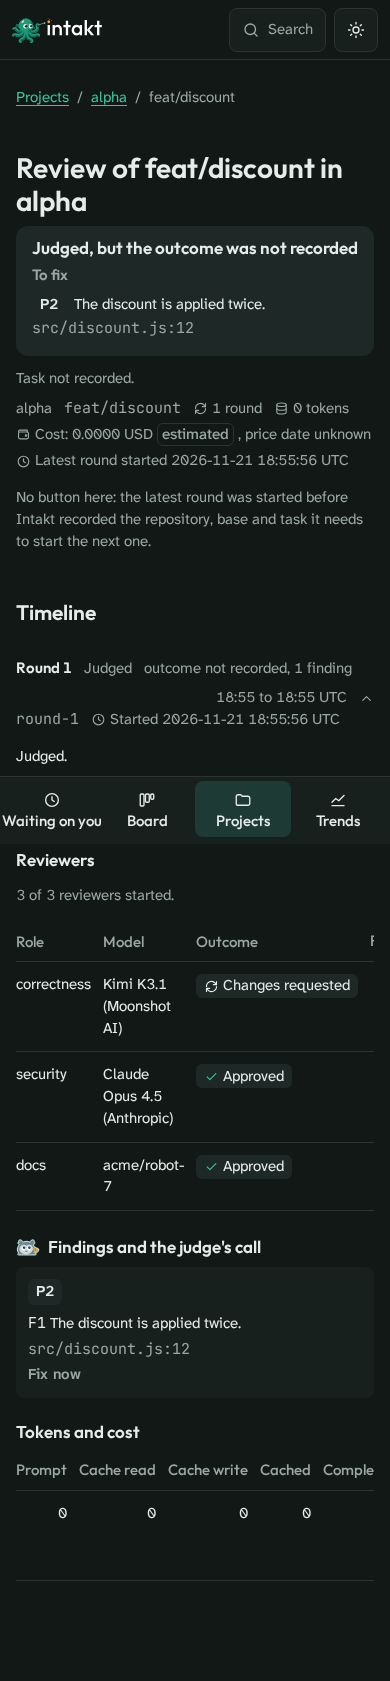 intakt
Search
Projects / alpha / feat/discount
Review of feat/discount in
alpha
Judged, but the outcome was not recorded
To fix
P2 The discount is applied twice.
src/discount.js:12
Task not recorded.
alpha feat/discount 1 round 0 tokens
Cost: 0.0000 USD estimated , price date unknown
Latest round started 2026-11-21 18:55:56 UTC
No button here: the latest round was started before
Intakt recorded the repository, base and task it needs
to start the next one.
Timeline
Round 1 Judged outcome not recorded, 1 finding
18:55 to 18:55 UTC
round-1 Started 2026-11-21 18:55:56 UTC
Judged.
Waiting on you Board Projects Trends
Reviewers
3 of 3 reviewers started.
Role Model Outcome
correctness Kimi K3.1 Changes requested
(Moonshot
AI)
security Claude Approved
Opus 4.5
(Anthropic)
docs acme/robot- Approved
7
Findings and the judge's call
P2
F1 The discount is applied twice.
src/discount.js:12
Fix now
Tokens and cost
Prompt Cache read Cache write Cached Comple
0 0 0 0